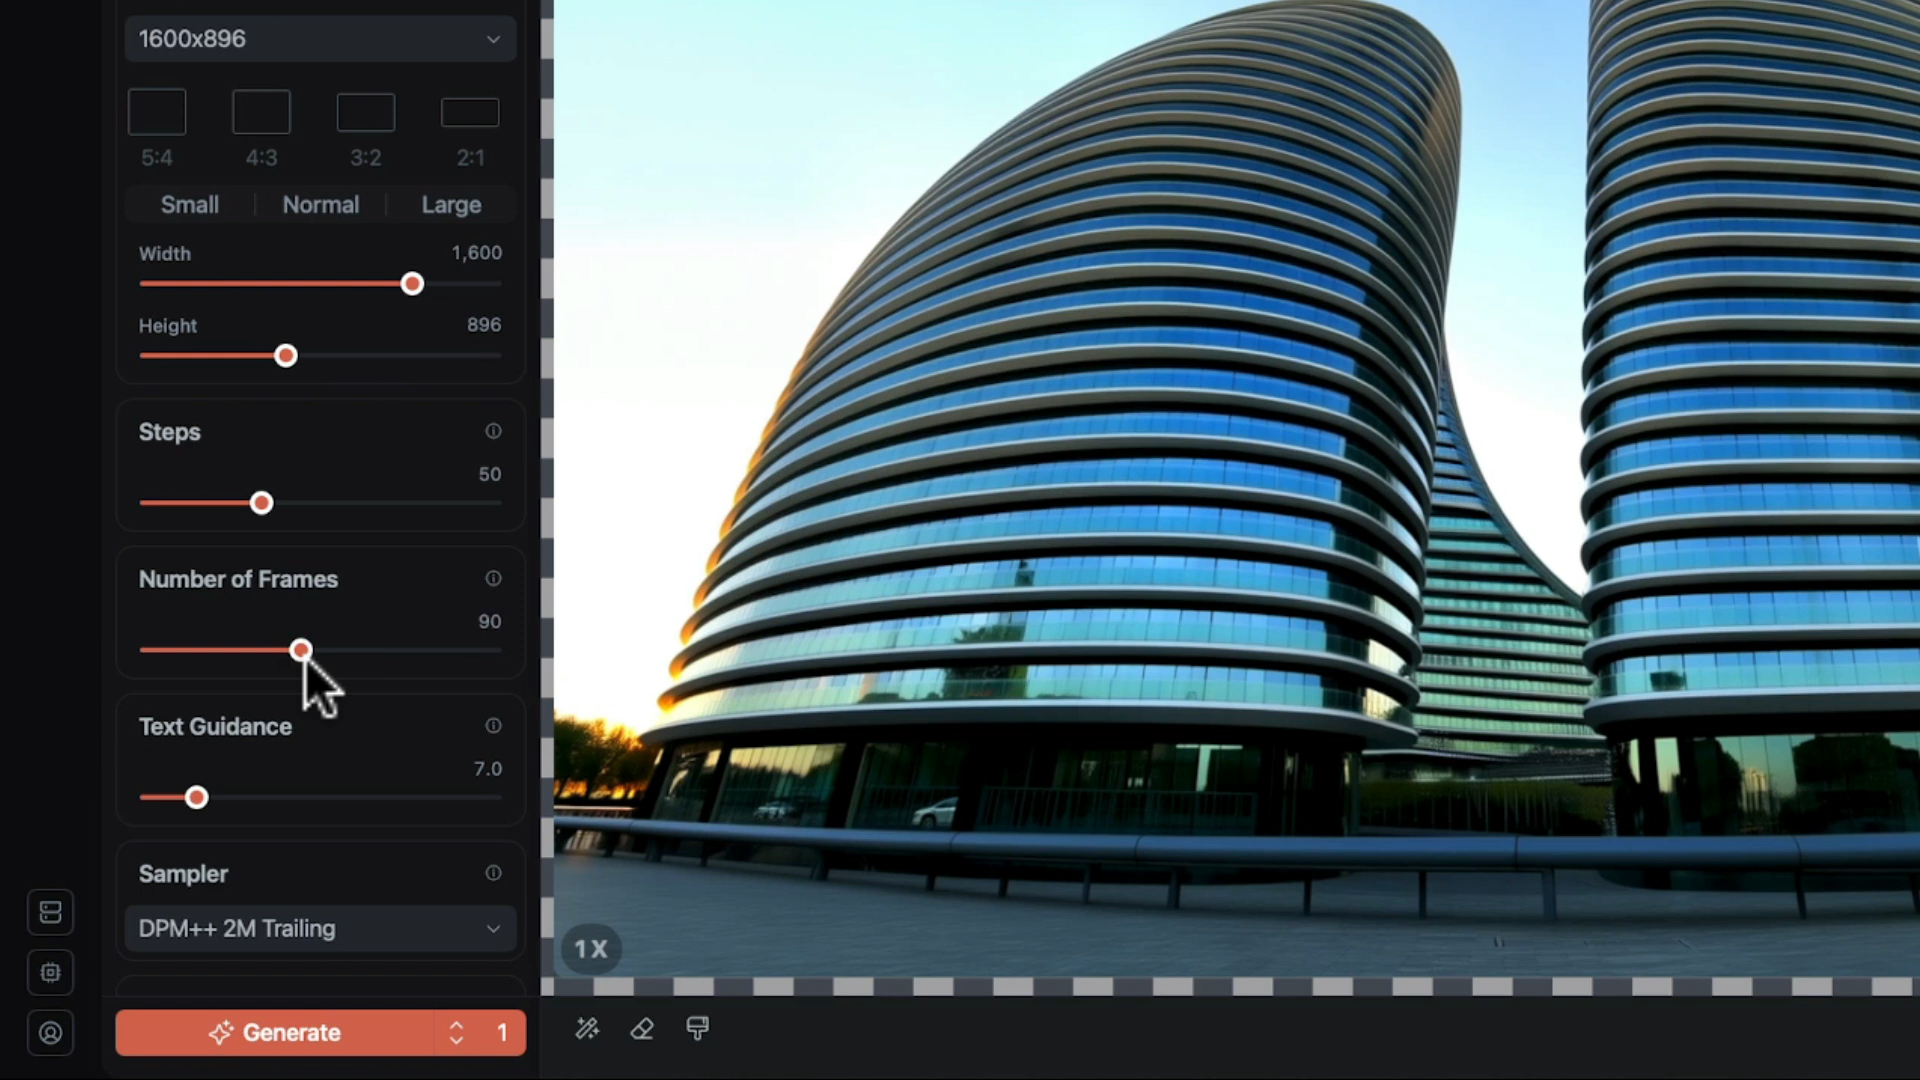 1600x896
5:4
4:3
3:2
2:1
Small
Normal
Large
Width
1,600
Height
896
Steps
50
Number of Frames
90
Text Guidance
7.0
Sampler
DPM++ 2M Trailing
Generate
1
1X